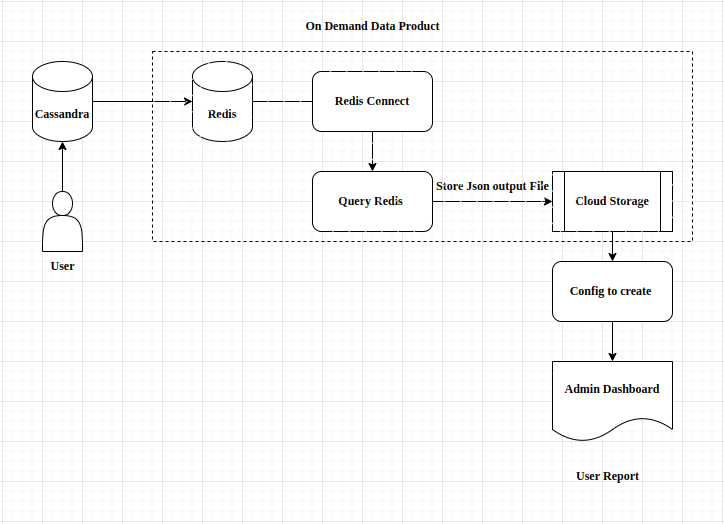 On Demand Data Product
Cassandra
Redis
Redis Connect
Query Redis
Store Json output File
Cloud Storage
User
Config to create
Admin Dashboard
User Report